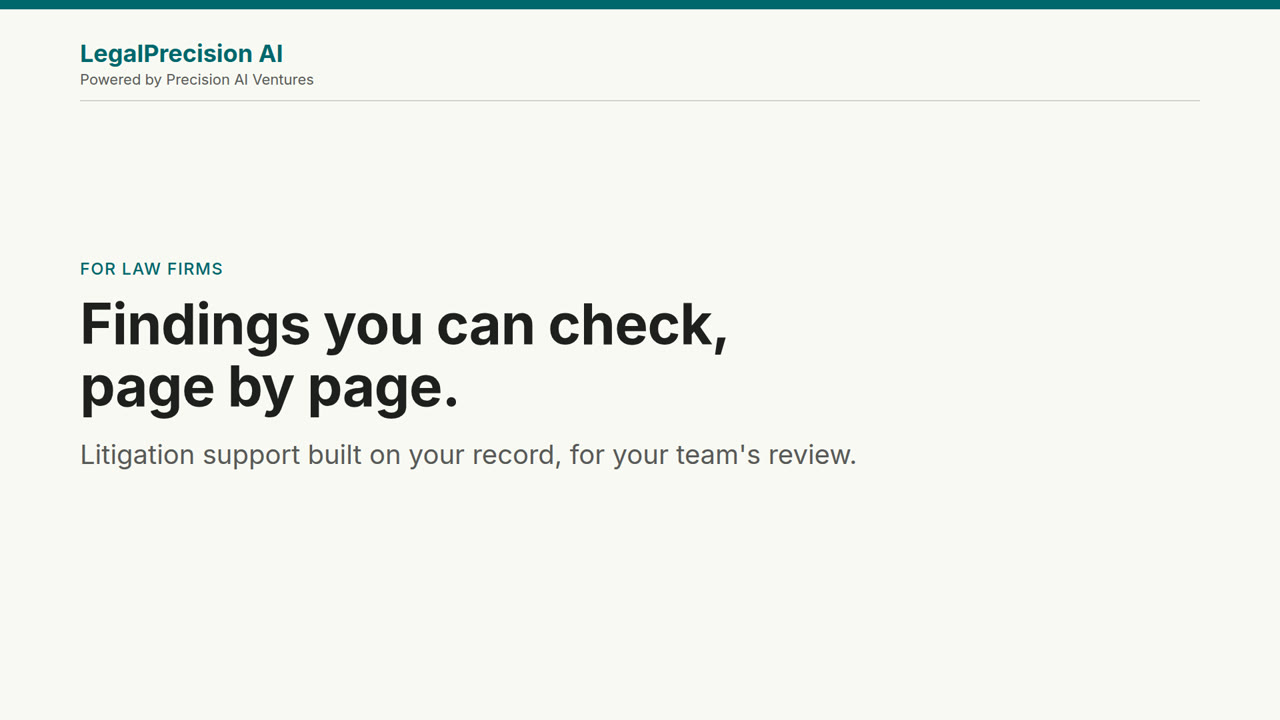 LegalPrecision AI
Powered by Precision AI Ventures
FOR LAW FIRMS
Findings you can check,
page by page.
Litigation support built on your record, for your team's review.